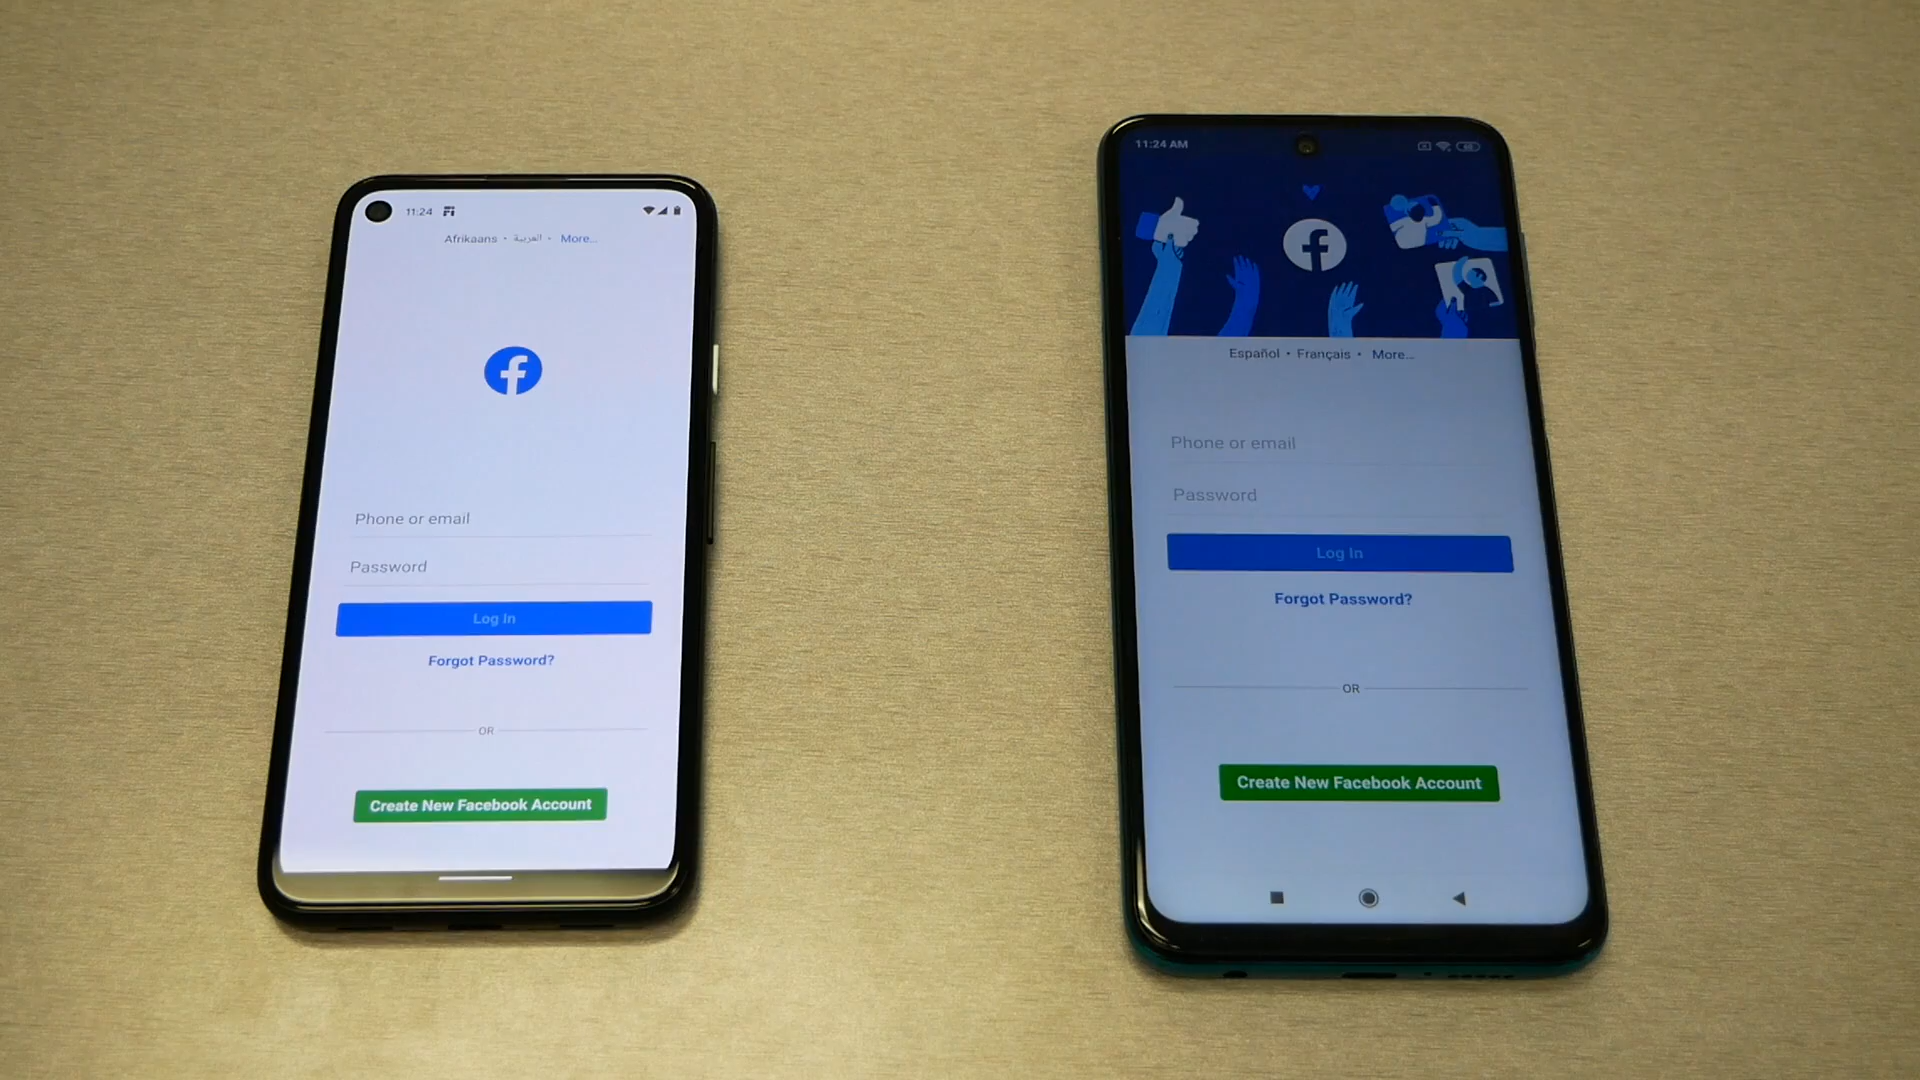 11:24
Afrikaans • العربية • More...
Phone or email
Password
Log In
Forgot Password?
OR
Create New Facebook Account
11:24 AM
Español • Français • More...
Phone or email
Password
Log In
Forgot Password?
OR
Create New Facebook Account